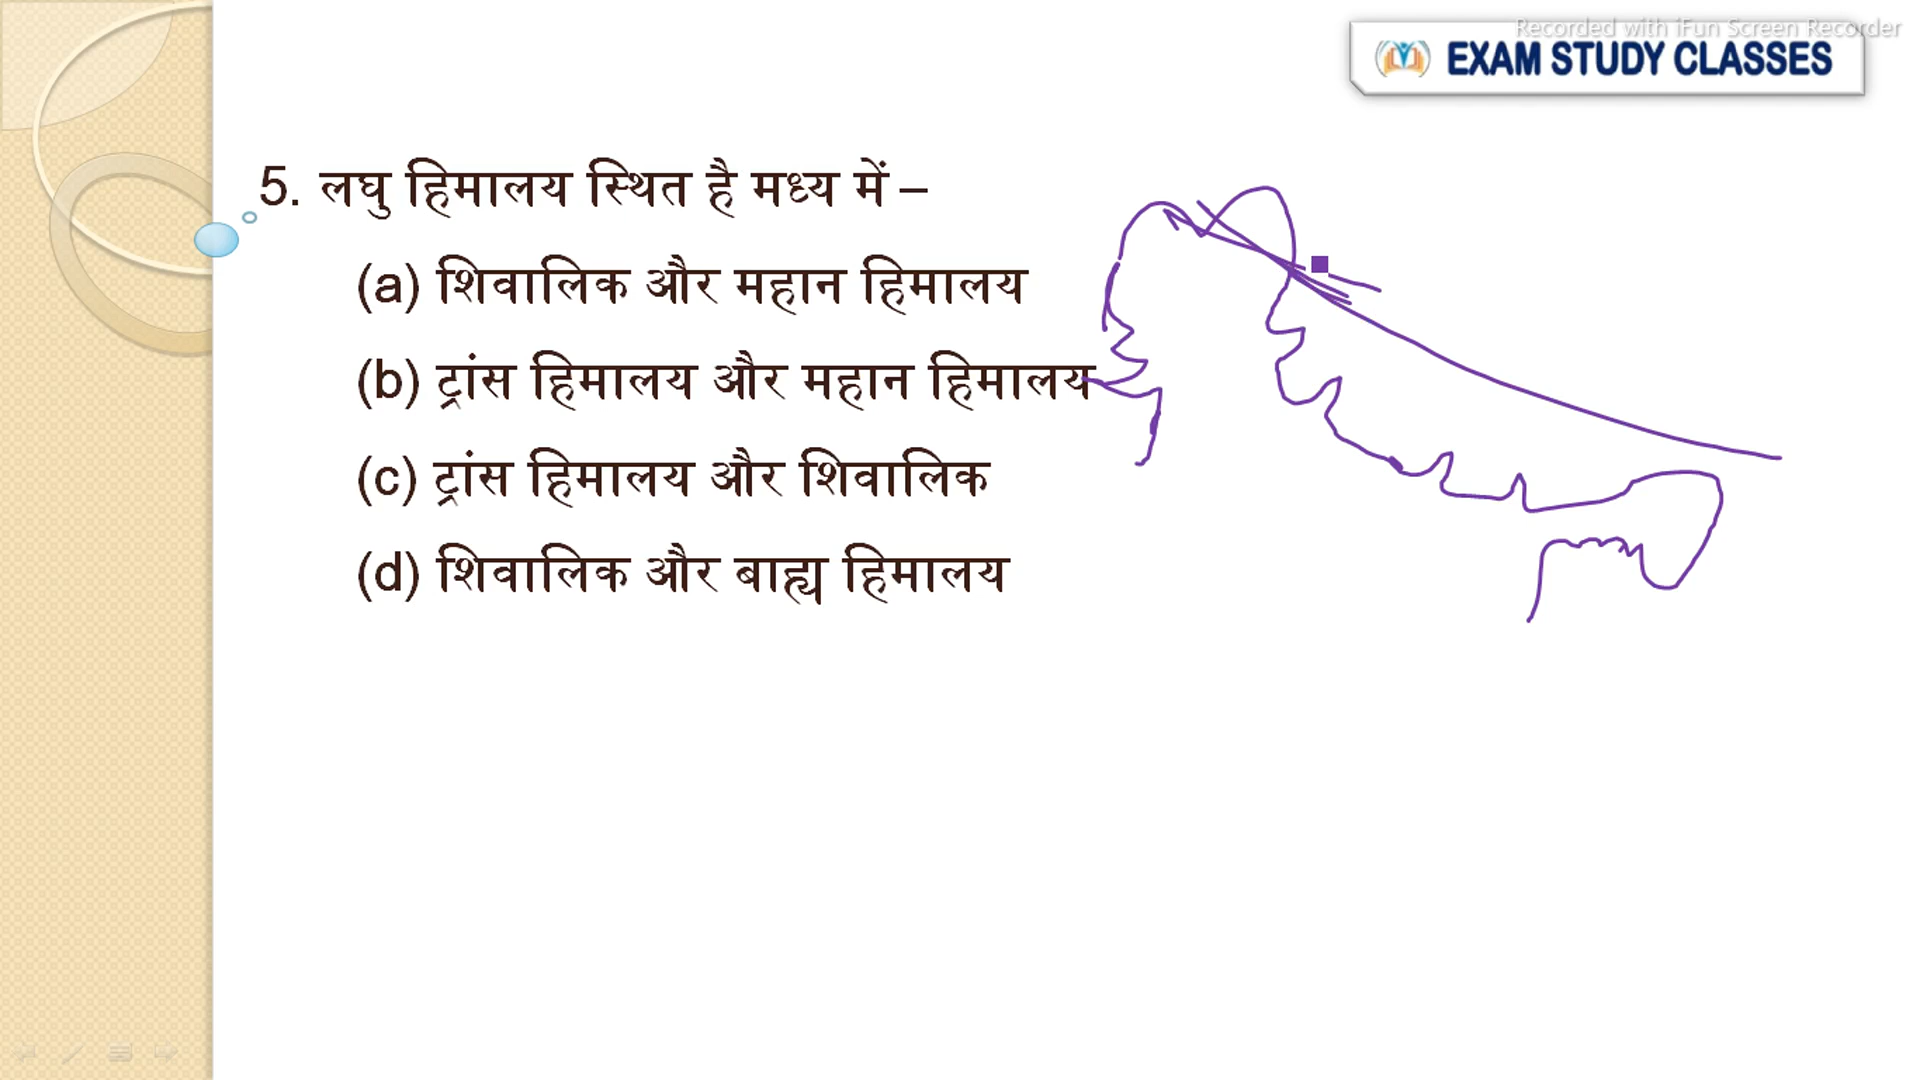 Recorded with iFun Screen Recorder
EXAM STUDY CLASSES
5. लघु हिमालय स्थित है मध्य में –
(a) शिवालिक और महान हिमालय
(b) ट्रांस हिमालय और महान हिमालय
(c) ट्रांस हिमालय और शिवालिक
(d) शिवालिक और बाह्य हिमालय